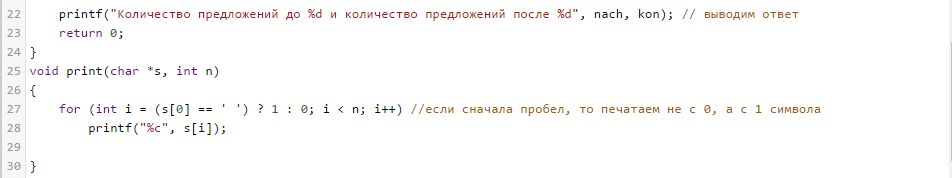 22 printf("Количество предложений до %d и количество предложений после %d", nach, kon); // выводим ответ
23 return 0;
24 }
25 void print(char *s, int n)
26 {
27 for (int i = (s[0] == ' ') ? 1 : 0; i < n; i++) //если сначала пробел, то печатаем не с 0, а с 1 символа
28 printf("%c", s[i]);
29
30 }